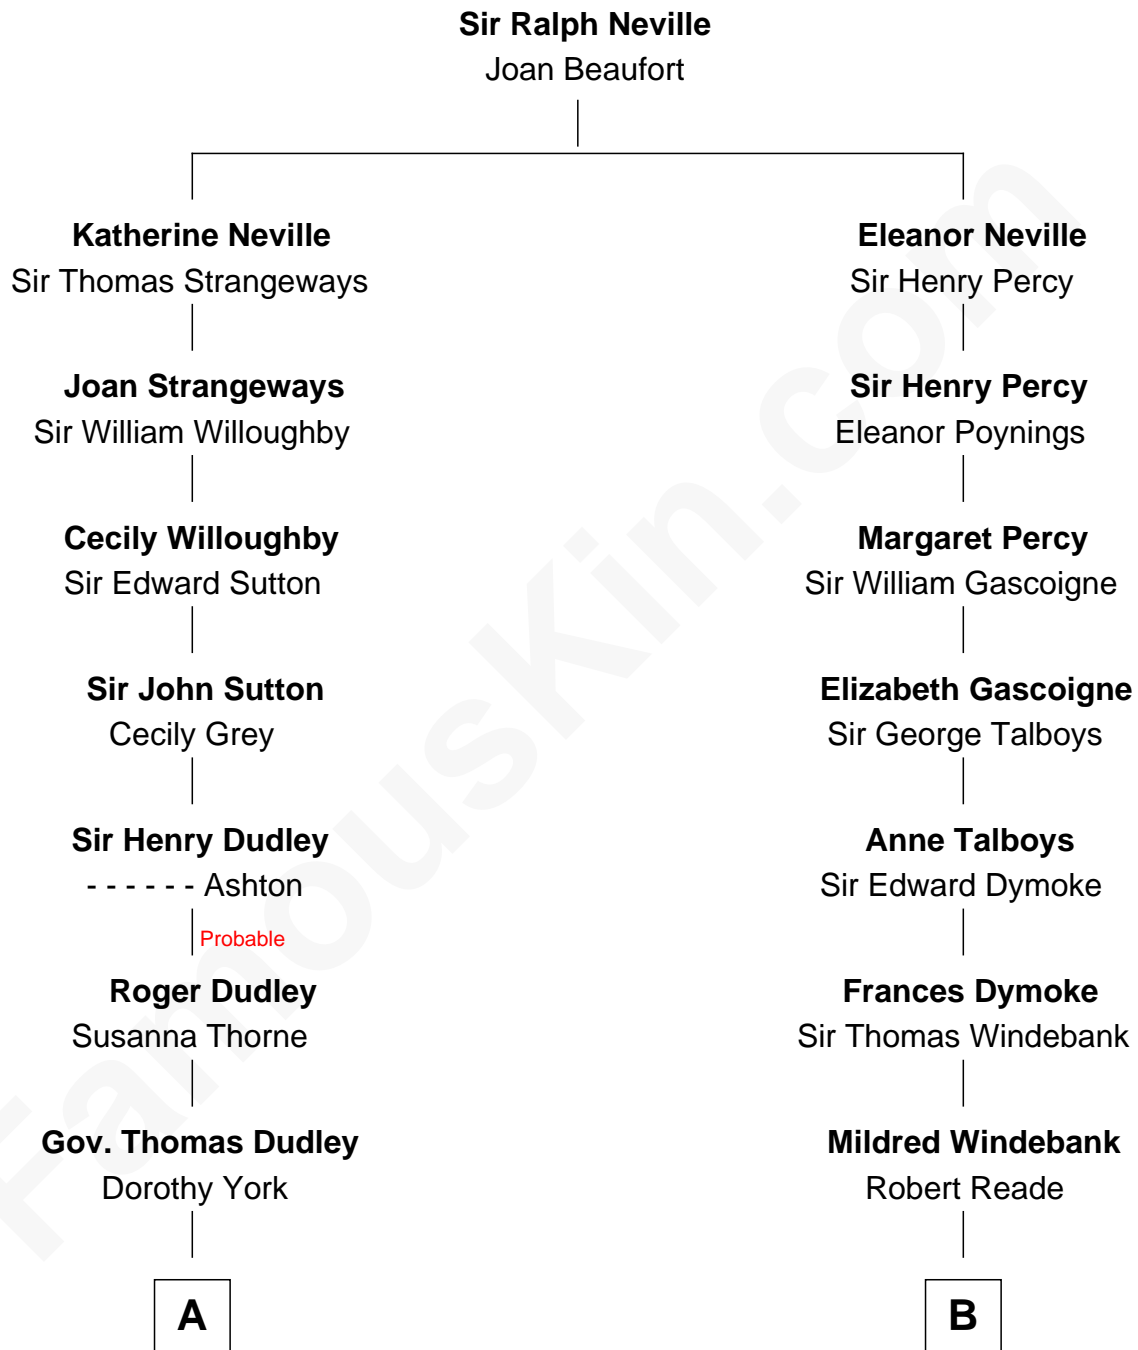 Sir Ralph Neville
Joan Beaufort
Katherine Neville
Sir Thomas Strangeways
Eleanor Neville
Sir Henry Percy
Joan Strangeways
Sir William Willoughby
Sir Henry Percy
Eleanor Poynings
Cecily Willoughby
Sir Edward Sutton
Margaret Percy
Sir William Gascoigne
Sir John Sutton
Cecily Grey
Elizabeth Gascoigne
Sir George Talboys
Sir Henry Dudley
- - - - - - Ashton
Probable
Anne Talboys
Sir Edward Dymoke
Roger Dudley
Susanna Thorne
Frances Dymoke
Sir Thomas Windebank
Gov. Thomas Dudley
Dorothy York
Mildred Windebank
Robert Reade
A
B
FamousKin.com